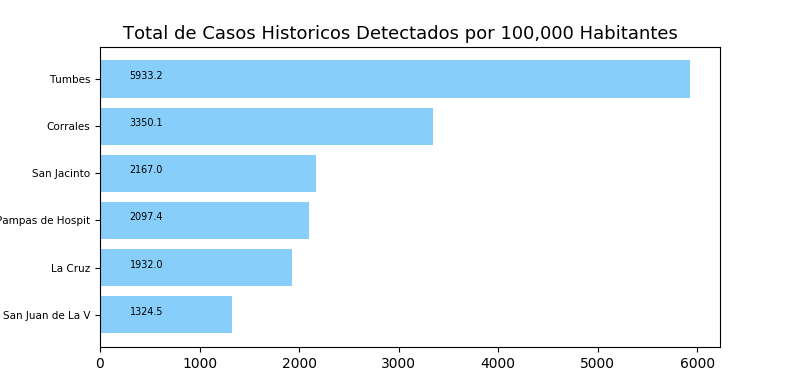 Total de Casos Historicos Detectados por 100,000 Habitantes
Tumbes 5933.2
Corrales 3350.1
San Jacinto 2167.0
Pampas de Hospit 2097.4
La Cruz 1932.0
San Juan de La V 1324.5
0 1000 2000 3000 4000 5000 6000